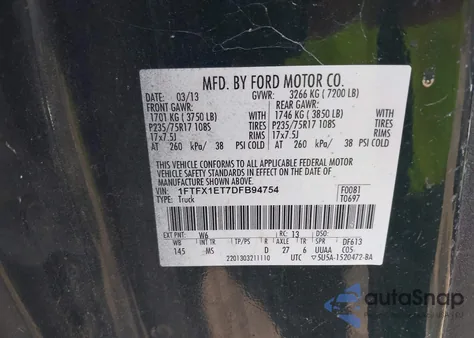 MFD. BY FORD MOTOR CO.
DATE: 03/13 GVWR: 3266 KG ( 7200 LB)
FRONT GAWR: REAR GAWR:
1701 KG ( 3750 LB) WITH 1746 KG ( 3850 LB) WITH
P235/75R17 108S TIRES P235/75R17 108S TIRES
17x7.5J RIMS 17x7.5J RIMS
AT 260 kPa/ 38 PSI COLD AT 260 kPa/ 38 PSI COLD
THIS VEHICLE CONFORMS TO ALL APPLICABLE FEDERAL MOTOR
VEHICLE SAFETY STANDARDS IN EFFECT ON THE DATE OF
MANUFACTURE SHOWN ABOVE.
VIN: 1FTFX1ET7DFB94754 F0081
TYPE: Truck T0697
EXT PNT: W6 RC: 13 DSO:
WB INT TR TP/PS R AXLE TR SPR DF613
145 MS D 27 6 UUAA COS
2201303211110 UTC 5U5A-1520472-BA
autoSnap